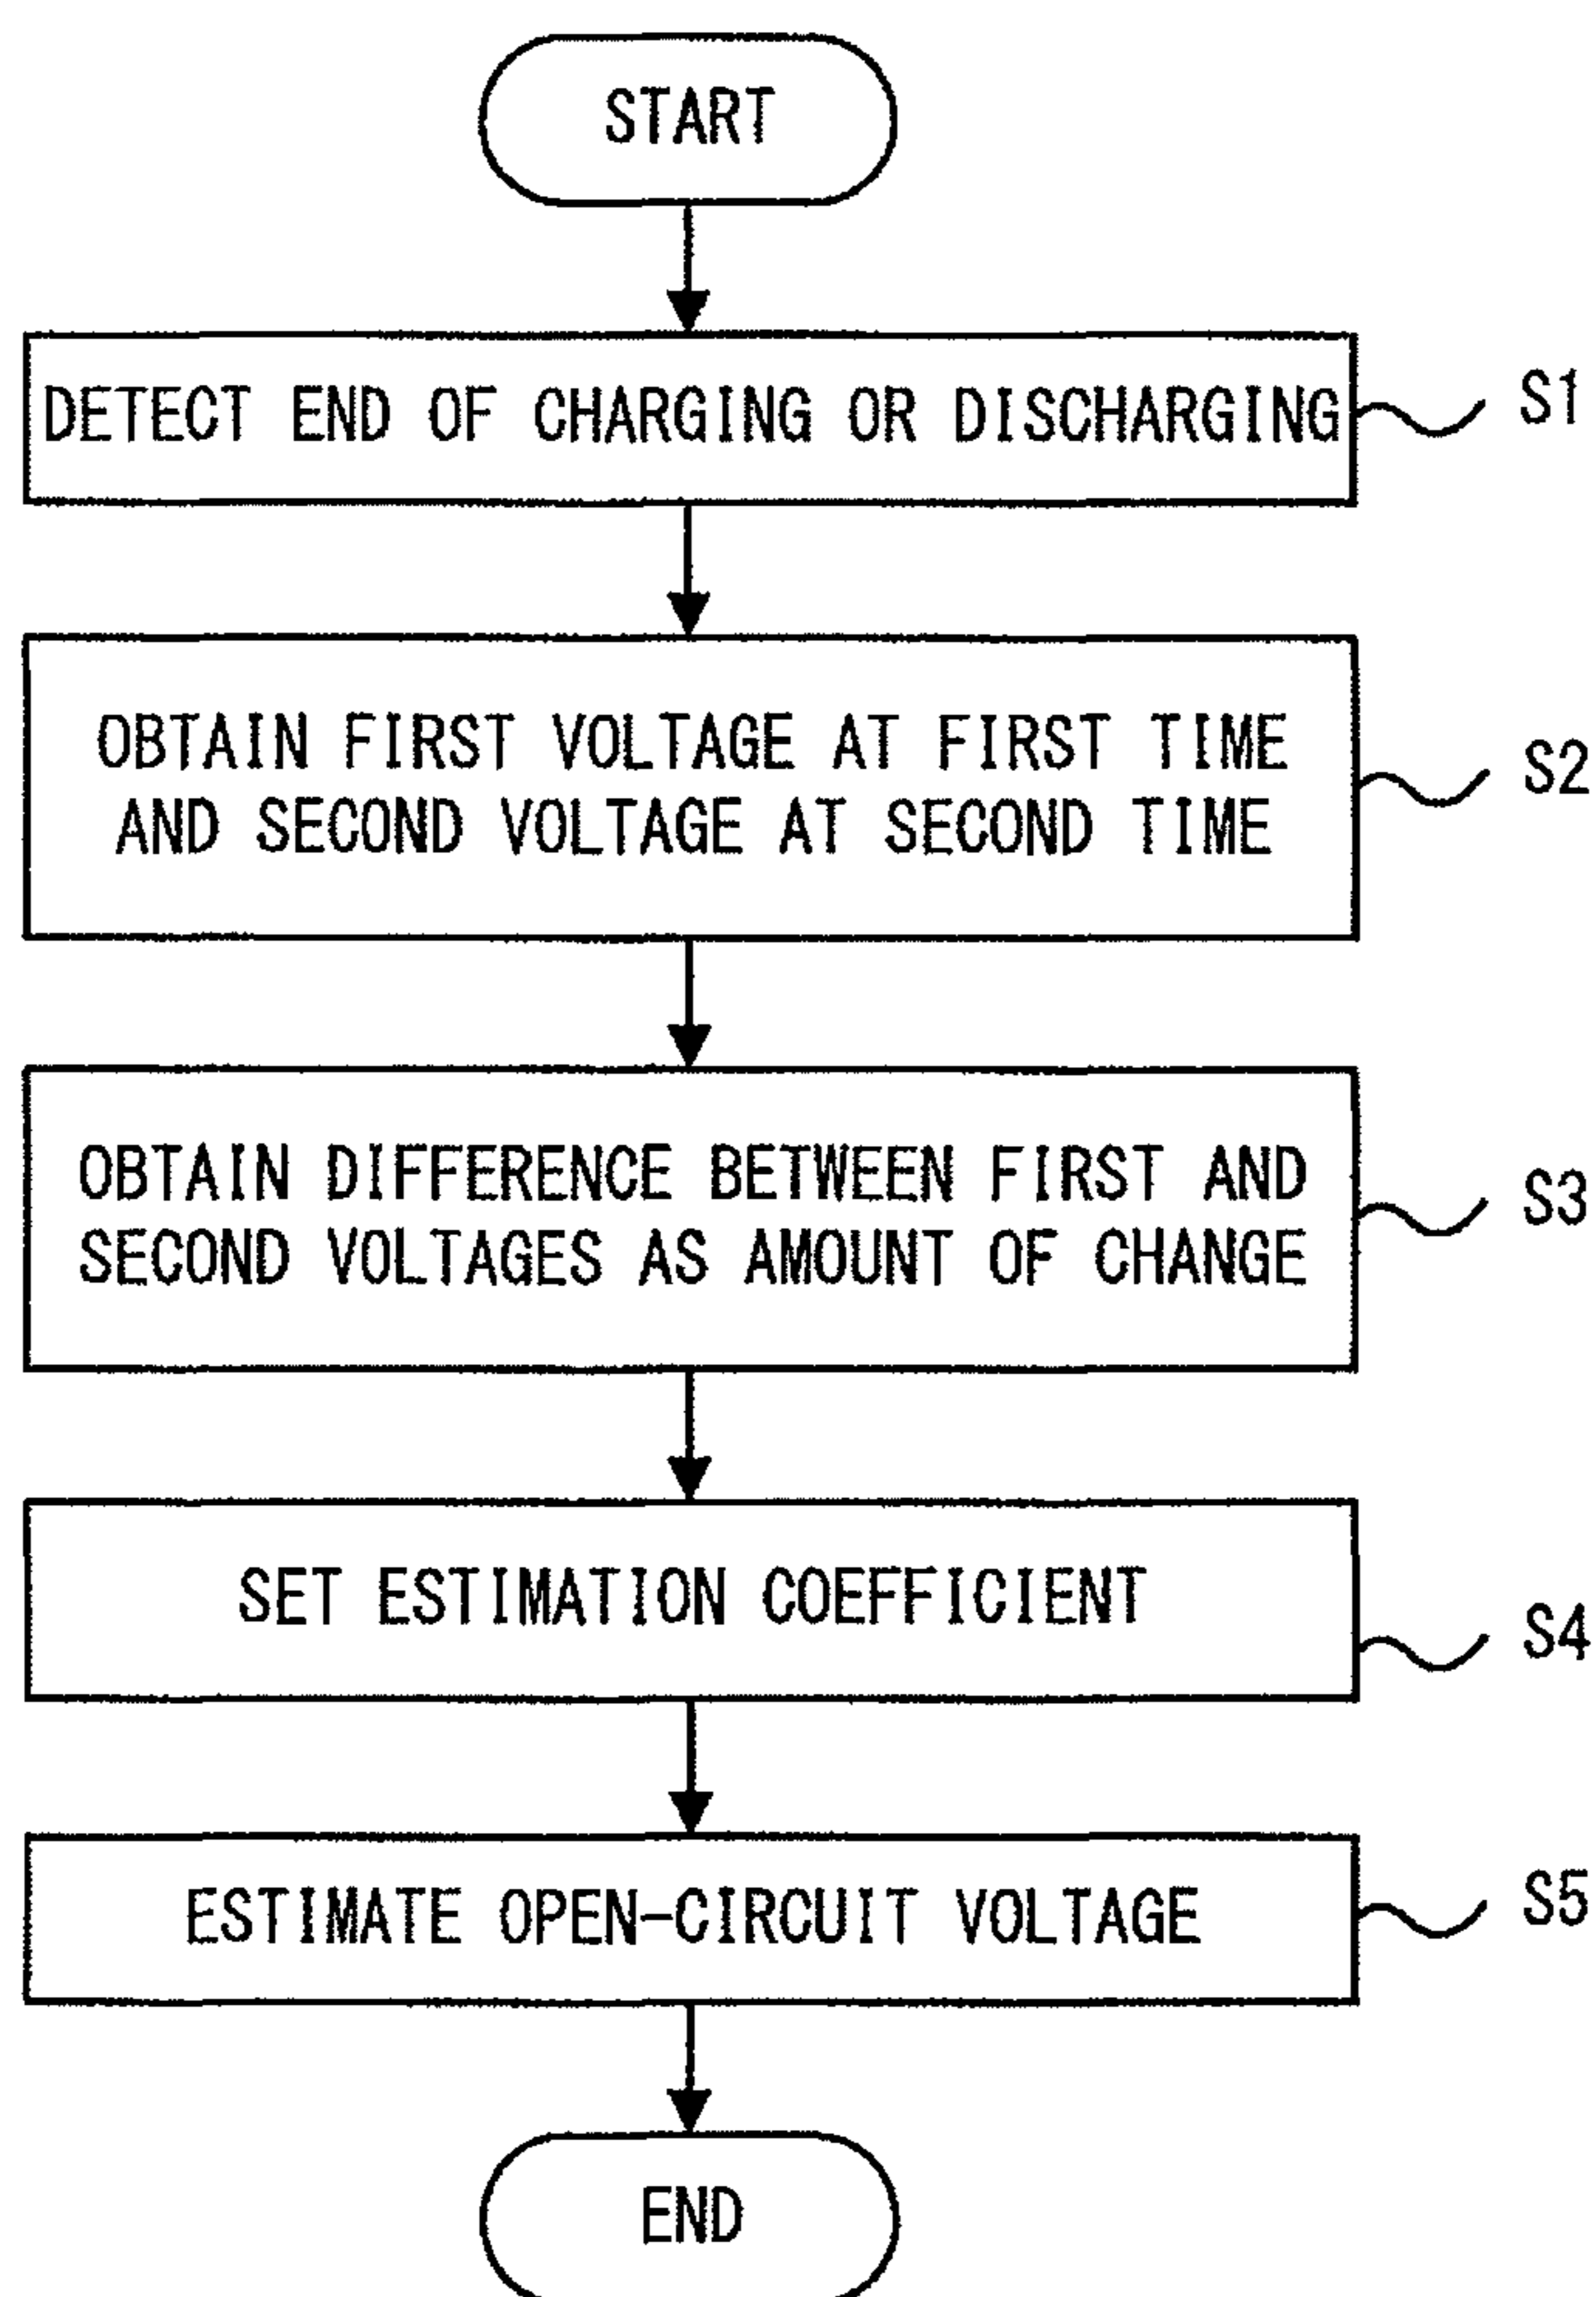 START
DETECT END OF CHARGING OR DISCHARGING
S1
OBTAIN FIRST VOLTAGE AT FIRST TIME
AND SECOND VOLTAGE AT SECOND TIME
S2
OBTAIN DIFFERENCE BETWEEN FIRST AND
SECOND VOLTAGES AS AMOUNT OF CHANGE
S3
SET ESTIMATION COEFFICIENT
S4
ESTIMATE OPEN-CIRCUIT VOLTAGE
S5
END